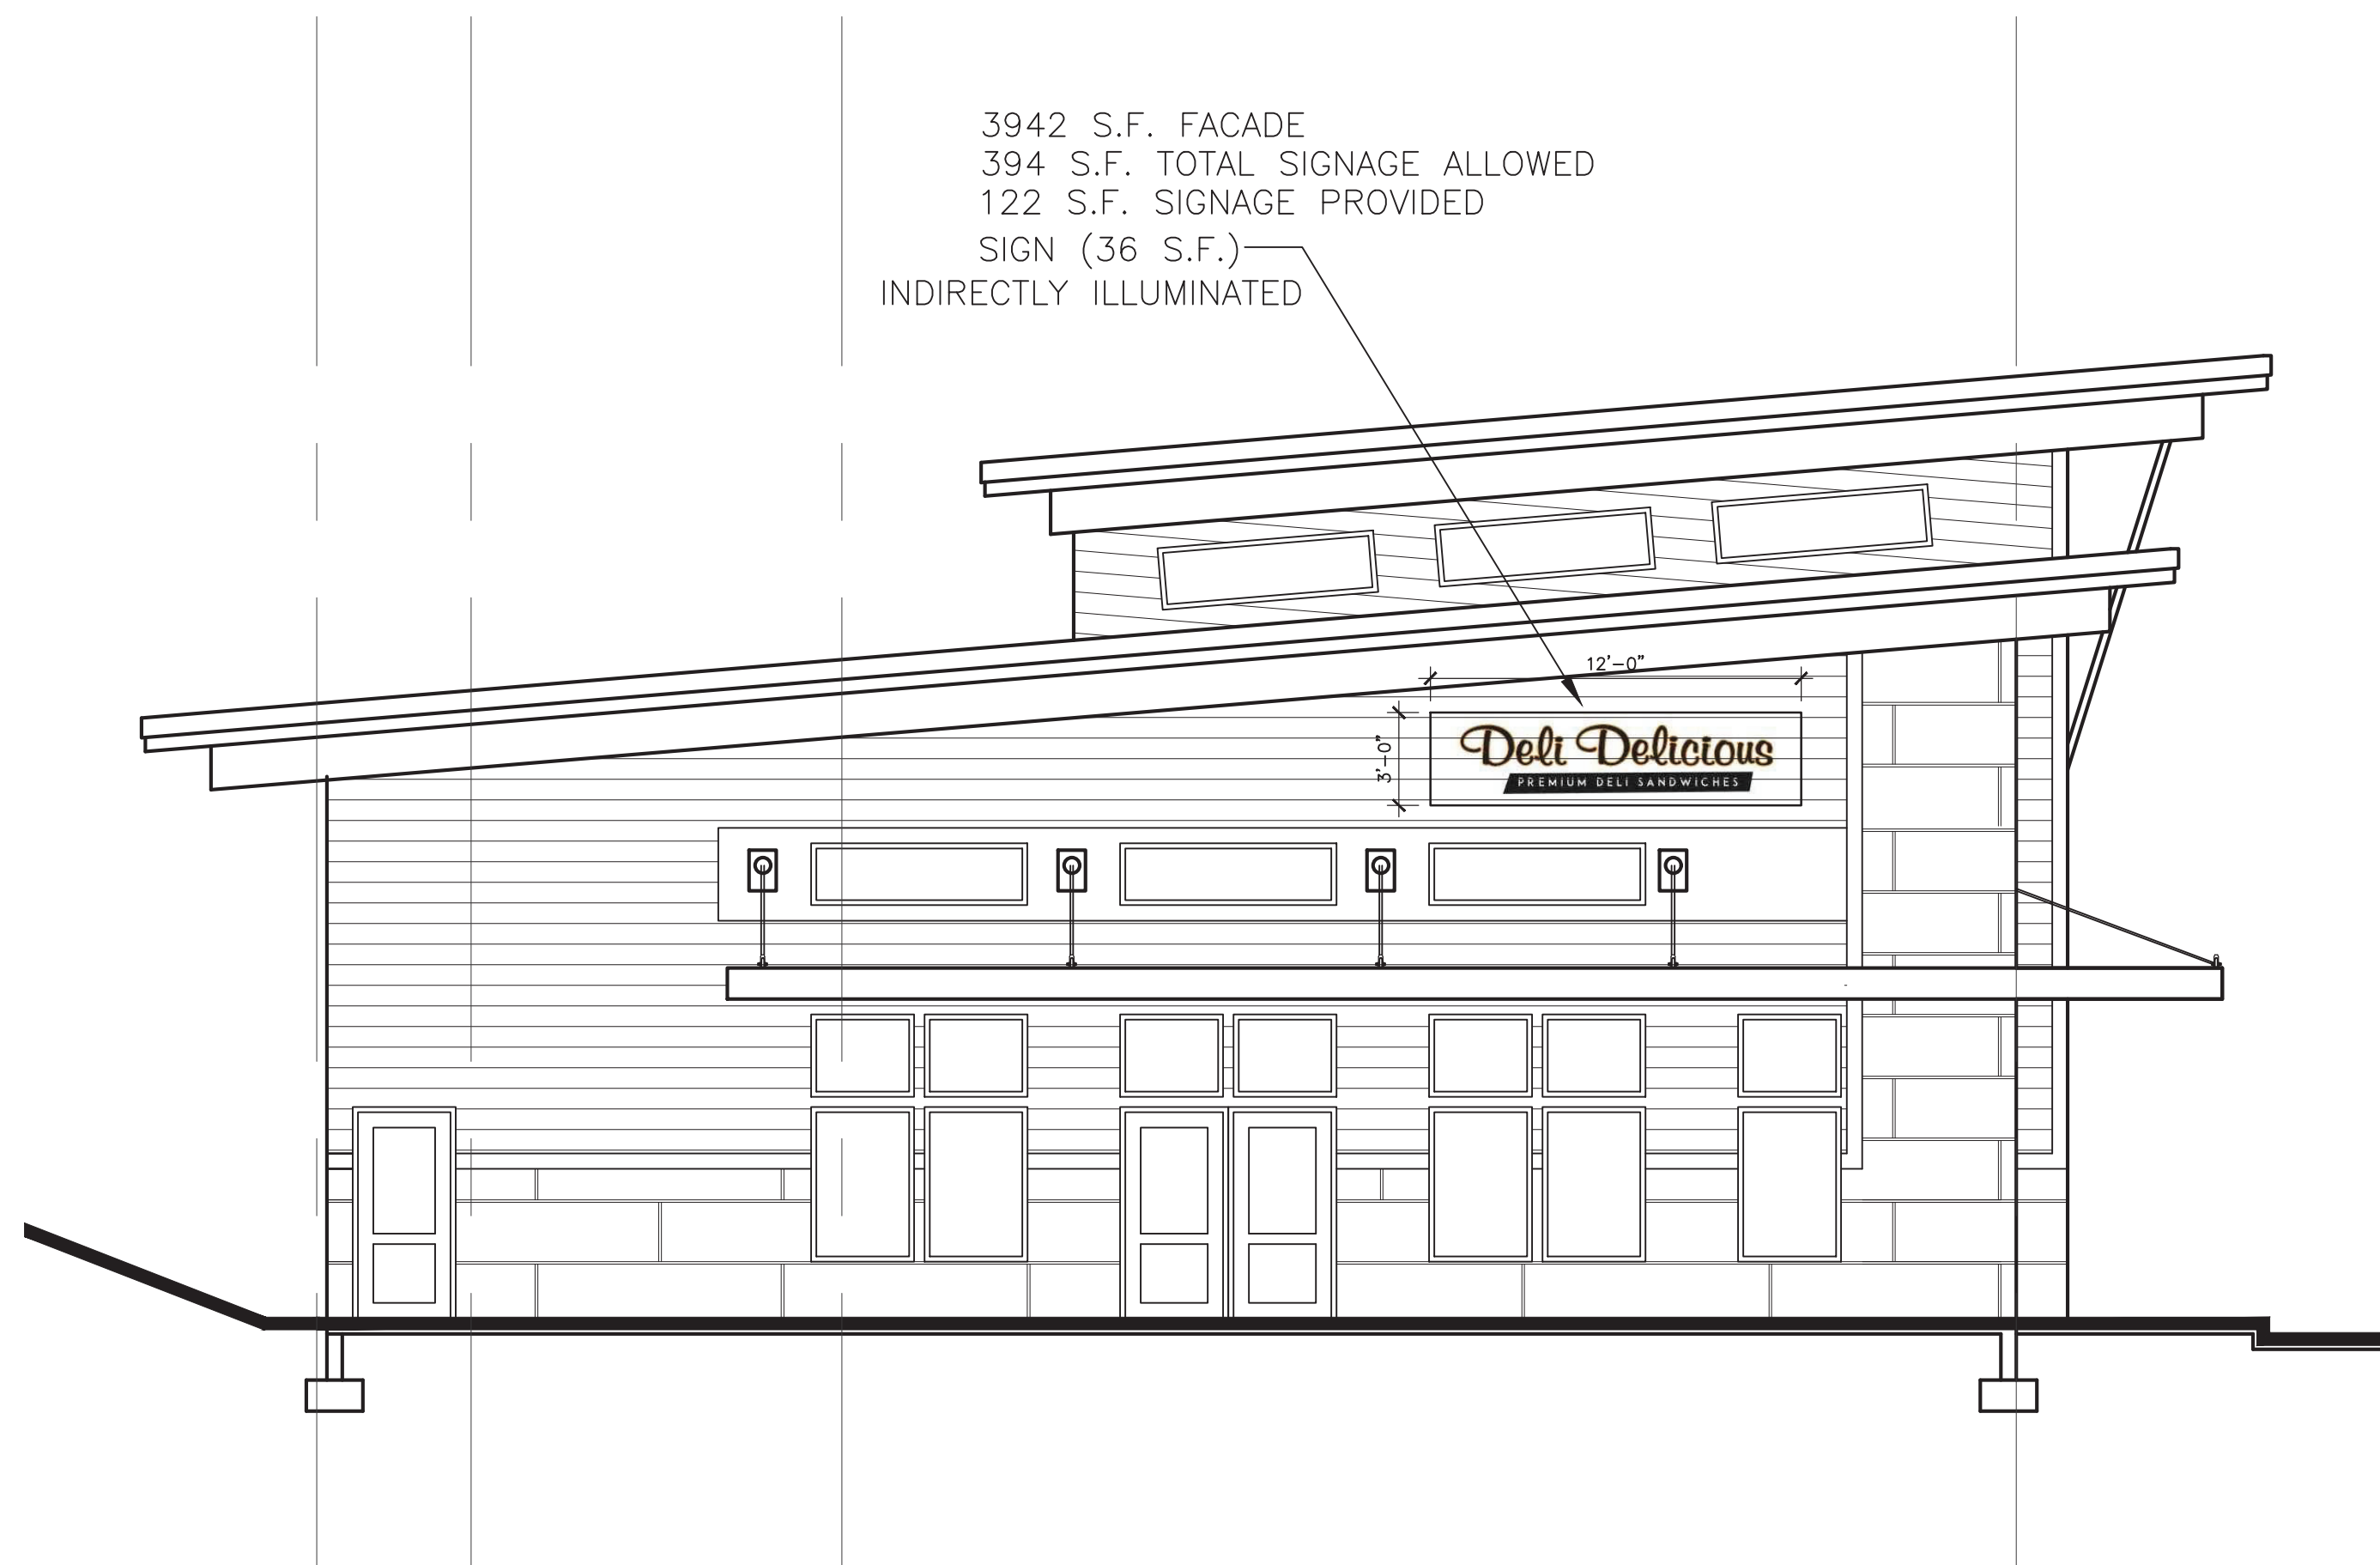 3942 S.F. FACADE
394 S.F. TOTAL SIGNAGE ALLOWED
122 S.F. SIGNAGE PROVIDED
SIGN (36 S.F.)
INDIRECTLY ILLUMINATED
12'-0"
3'-0"
Deli Delicious
PREMIUM DELI SANDWICHES